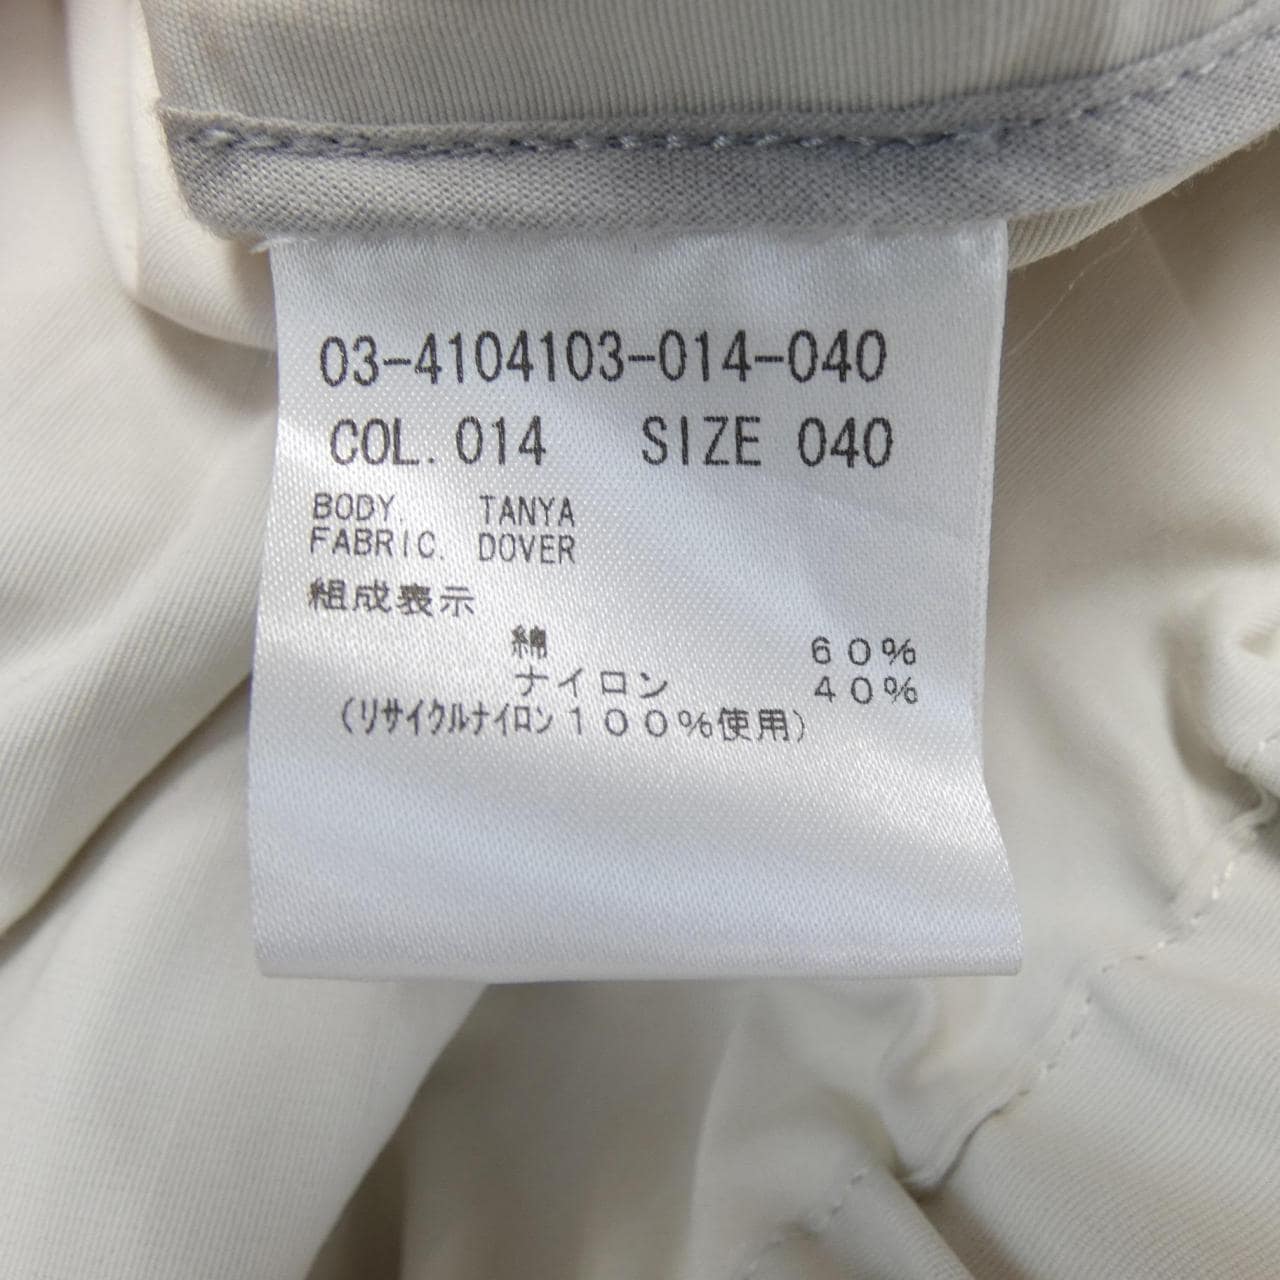 03-4104103-014-040
COL. 014 SIZE 040
BODY. TANYA
FABRIC. DOVER
組成表示
綿 60%
ナイロン 40%
(リサイクルナイロン100%使用)